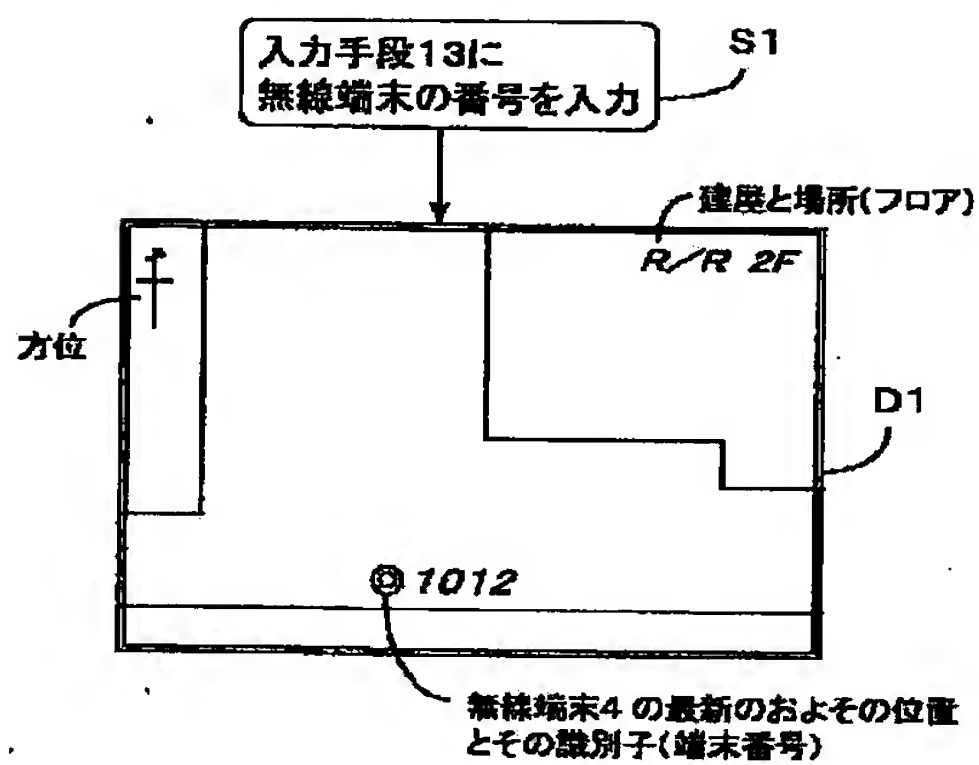 入力手段13に
無線端末の番号を入力
S1
建屋と場所(フロア)
R/R 2F
方位
D1
1012
無線端末4の最新のおよその位置
とその識別子(端末番号)